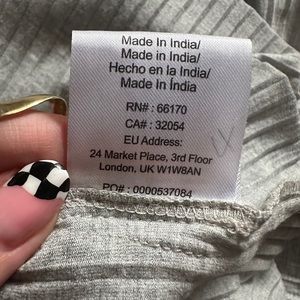 Made In India/
Made in India/
Hecho en la India/
Made In Índia
RN# : 66170
CA# : 32054
EU Address:
24 Market Place, 3rd Floor
London, UK W1W8AN
PO# : 0000537084